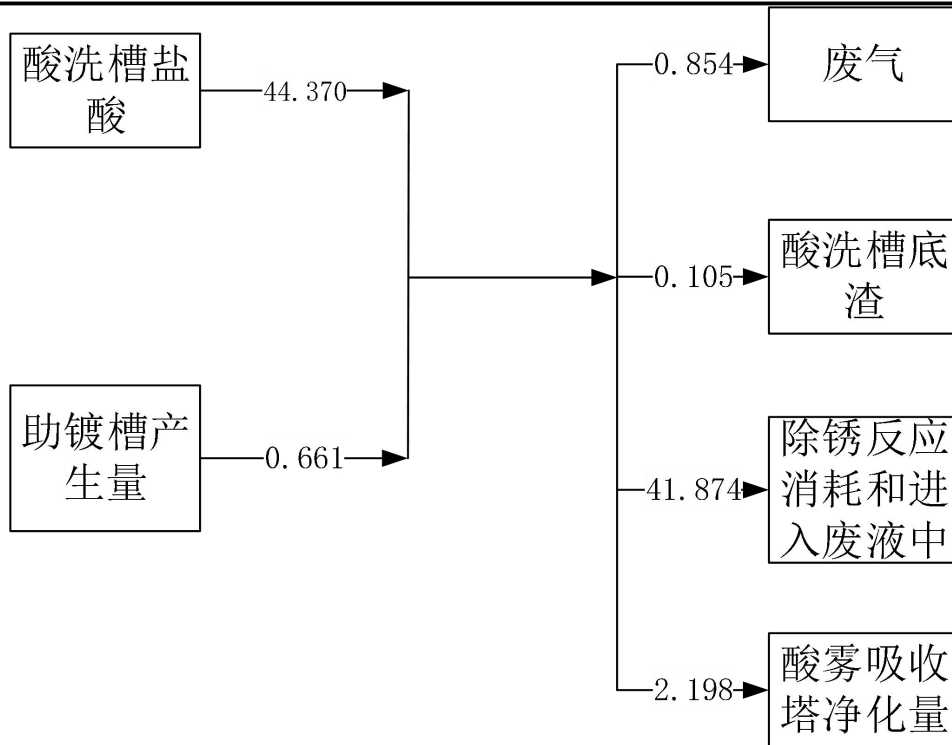 酸洗槽盐
酸
44.370
助镀槽产
生量
0.661
0.854
废气
0.105
酸洗槽底
渣
41.874
除锈反应
消耗和进
入废液中
2.198
酸雾吸收
塔净化量